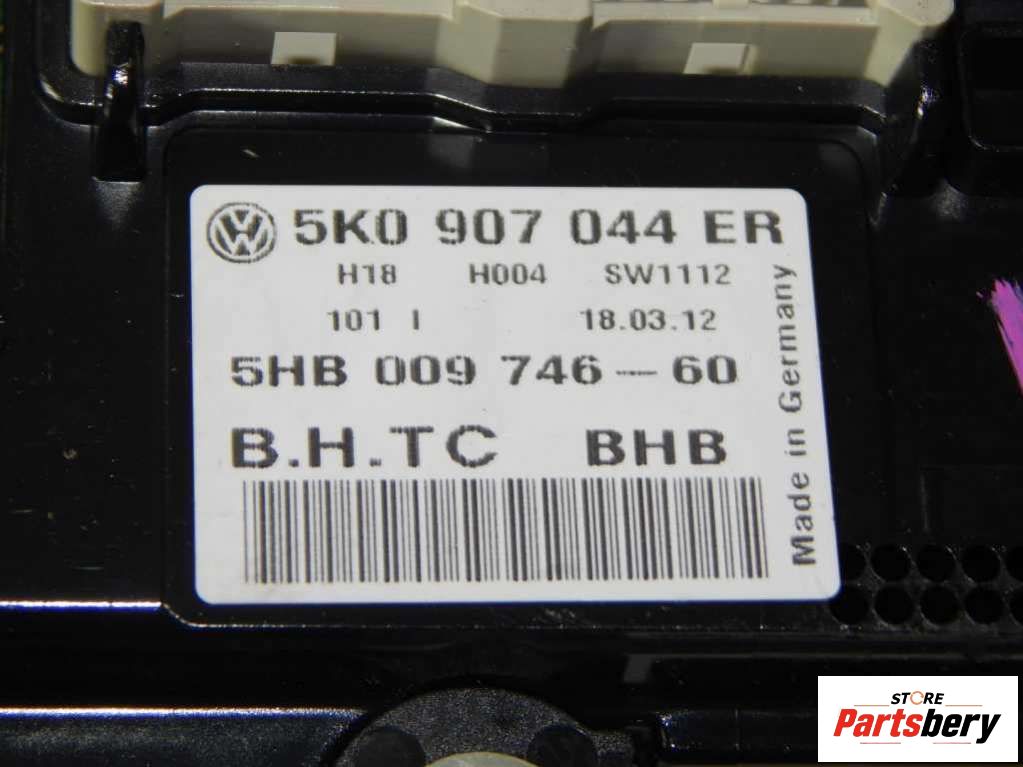 5K0 907 044 ER
H18 H004 SW1112
101 I 18.03.12
5HB 009 746-60
B.H.TC BHB
Made in Germany
STORE
Partsbery